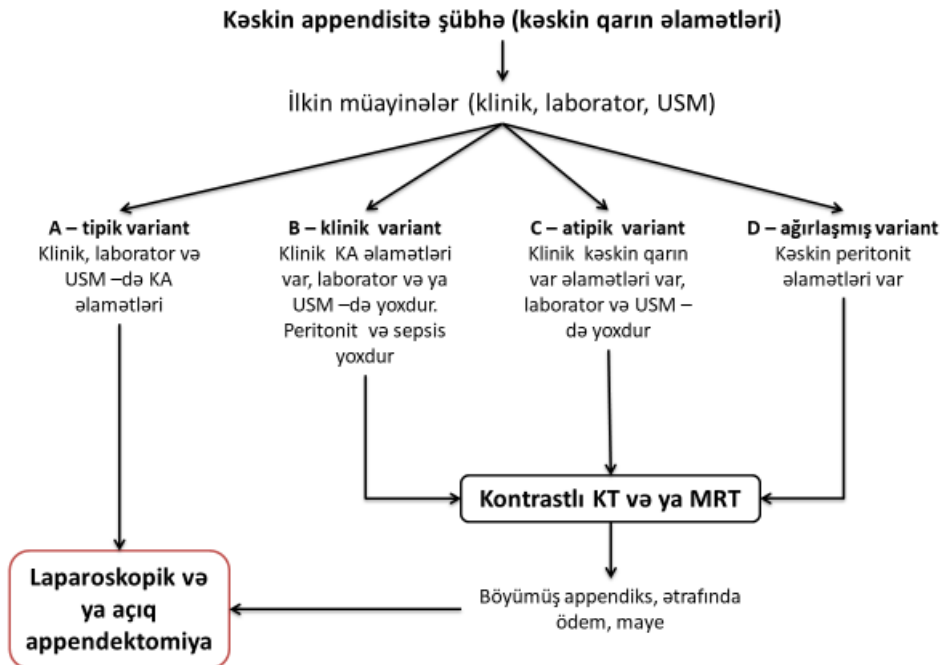 Kəskin appendisitə şübhə (kəskin qarın əlamətləri)
İlkin müayinələr (klinik, laborator, USM)
A – tipik variant
Klinik, laborator və
USM –də KA
əlamətləri
B – klinik variant
Klinik KA əlamətləri
var, laborator və ya
USM –də yoxdur.
Peritonit və sepsis
yoxdur
C – atipik variant
Klinik kəskin qarın
var əlamətləri var,
laborator və USM –
də yoxdur
D – ağırlaşmış variant
Kəskin peritonit
əlamətləri var
Kontrastlı KT və ya MRT
Laparoskopik və
ya açıq
appendektomiya
Böyümüş appendiks, ətrafında
ödem, maye